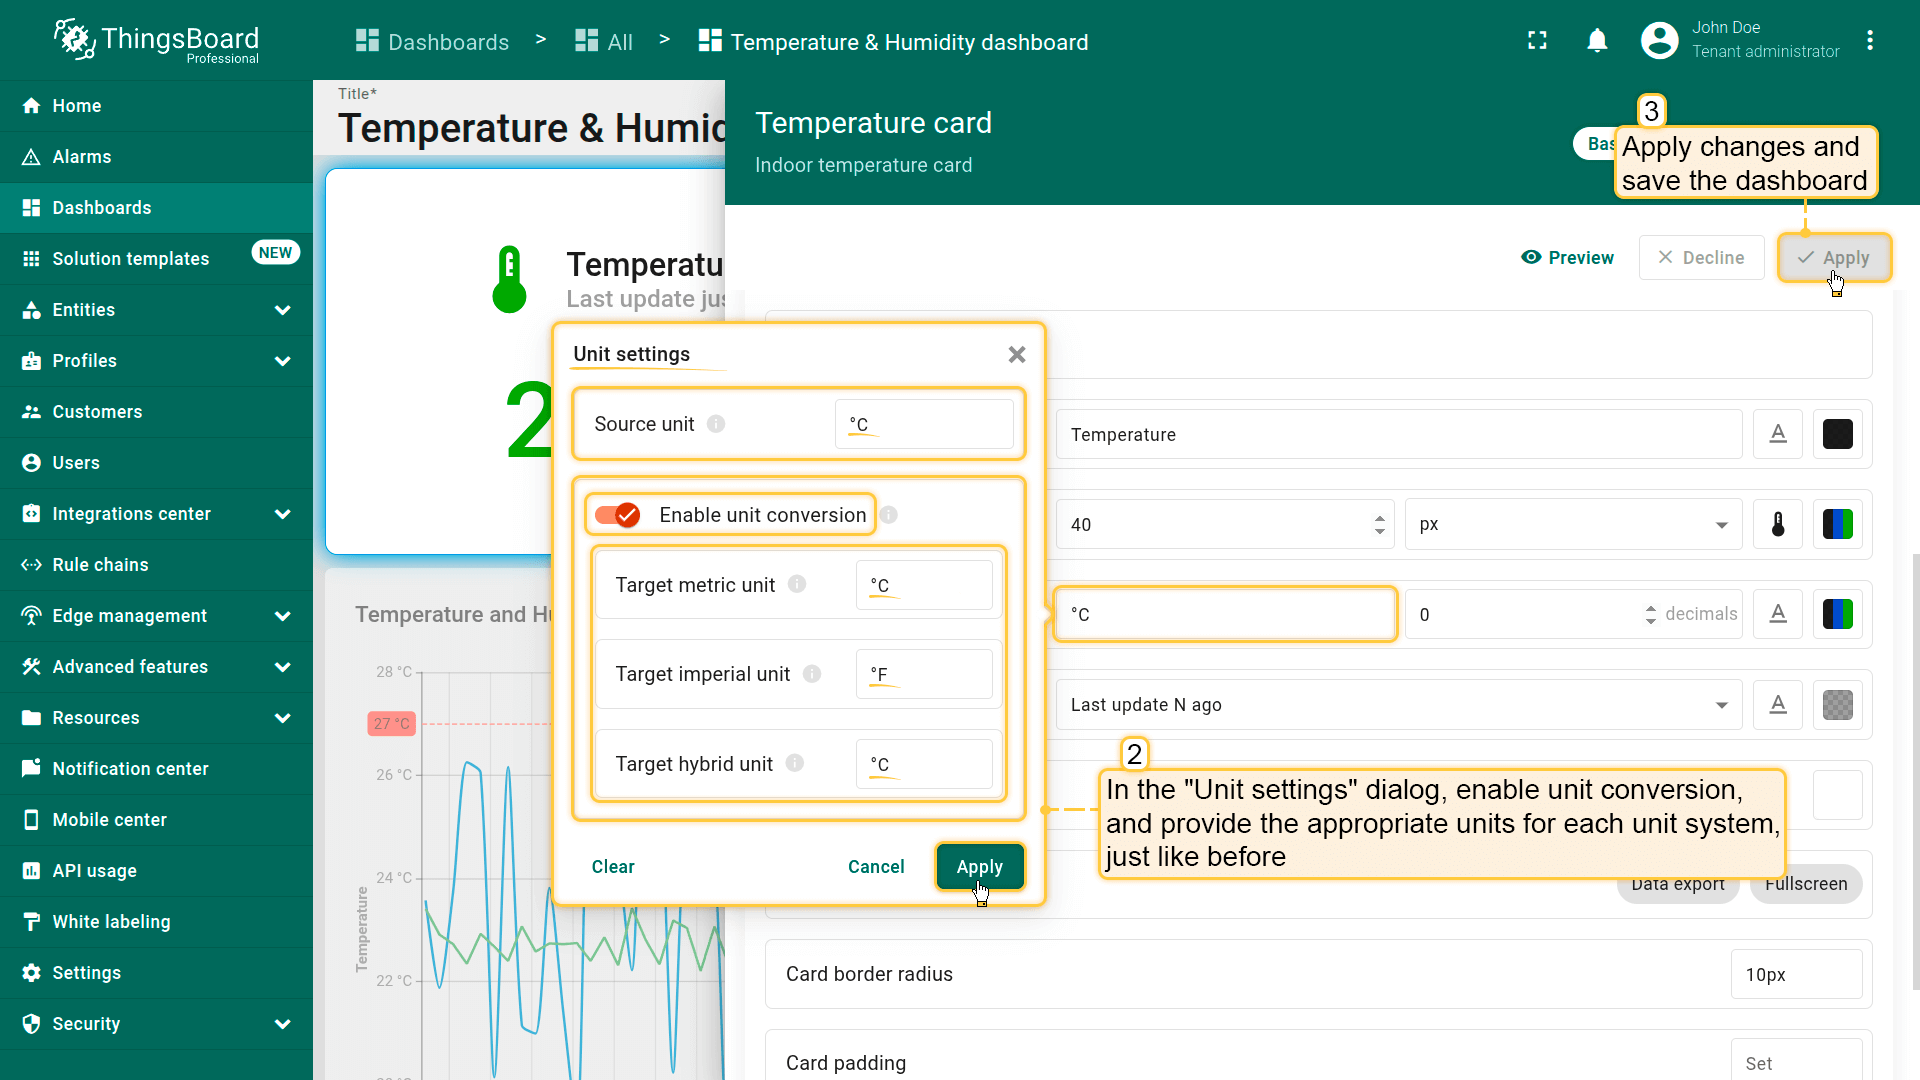 ThingsBoard
Professional
Dashboards > All > Temperature & Humidity dashboard
John Doe
Tenant administrator
Home
Alarms
Dashboards
Solution templates NEW
Entities
Profiles
Customers
Users
Integrations center
Rule chains
Edge management
Advanced features
Resources
Notification center
Mobile center
API usage
White labeling
Settings
Security
Title*
Temperature & Humid
Temperatu
Last update jus
2
Temperature and Hu
28 °C
27 °C
26 °C
24 °C
22 °C
Temperature
Temperature card
Indoor temperature card
Bas
3
Apply changes and
save the dashboard
Preview
Decline
Apply
Unit settings
Source unit °C
Enable unit conversion
Target metric unit °C
Target imperial unit °F
Target hybrid unit °C
Clear
Cancel
Apply
Temperature A
40 px
°C 0 decimals A
Last update N ago A
2
In the "Unit settings" dialog, enable unit conversion,
and provide the appropriate units for each unit system,
just like before
Data export
Fullscreen
Card border radius 10px
Card padding Set